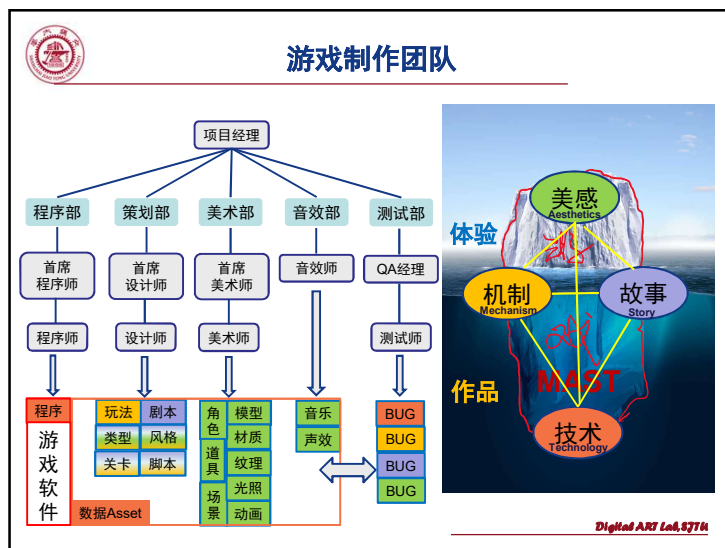 游戏制作团队
项目经理
程序部
策划部
美术部
音效部
测试部
首席
程序师
首席
设计师
首席
美术师
音效师
QA经理
程序师
设计师
美术师
测试师
程序
游戏软件
玩法
剧本
类型
风格
关卡
脚本
角色
道具
场景
模型
材质
纹理
光照
动画
音乐
声效
BUG
BUG
BUG
BUG
数据Asset
美感
Aesthetics
体验
机制
Mechanism
故事
Story
作品
MAST
技术
Technology
Digital ART Lab,SJTU